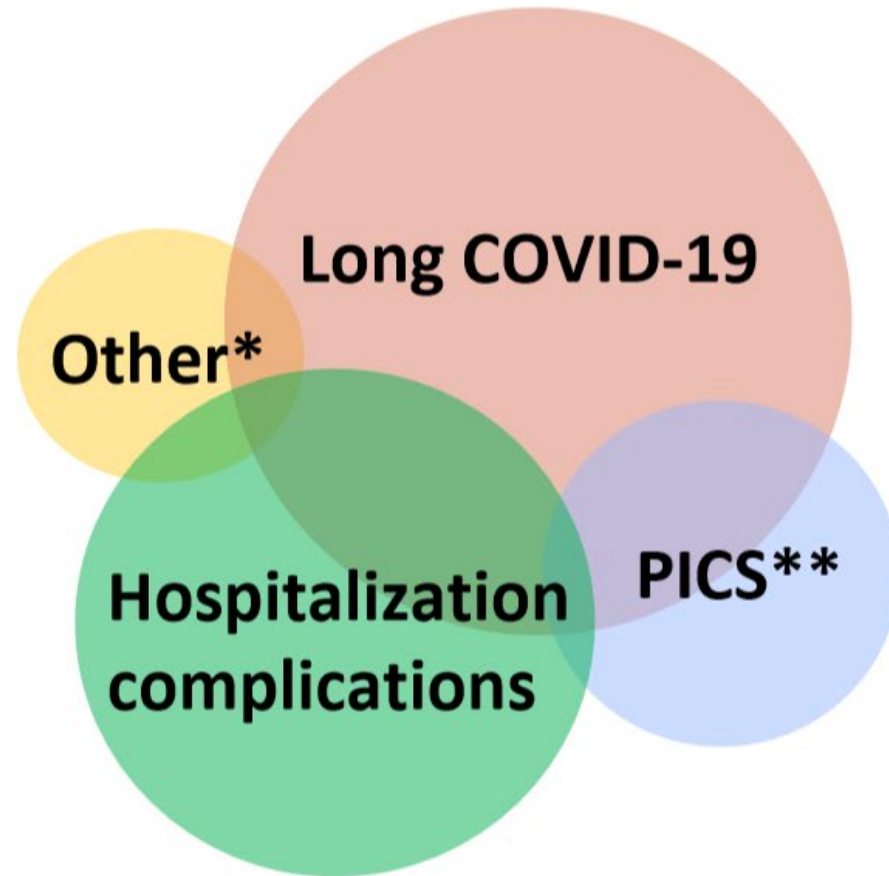 Long COVID-19
Other*
PICS**
Hospitalization
complications